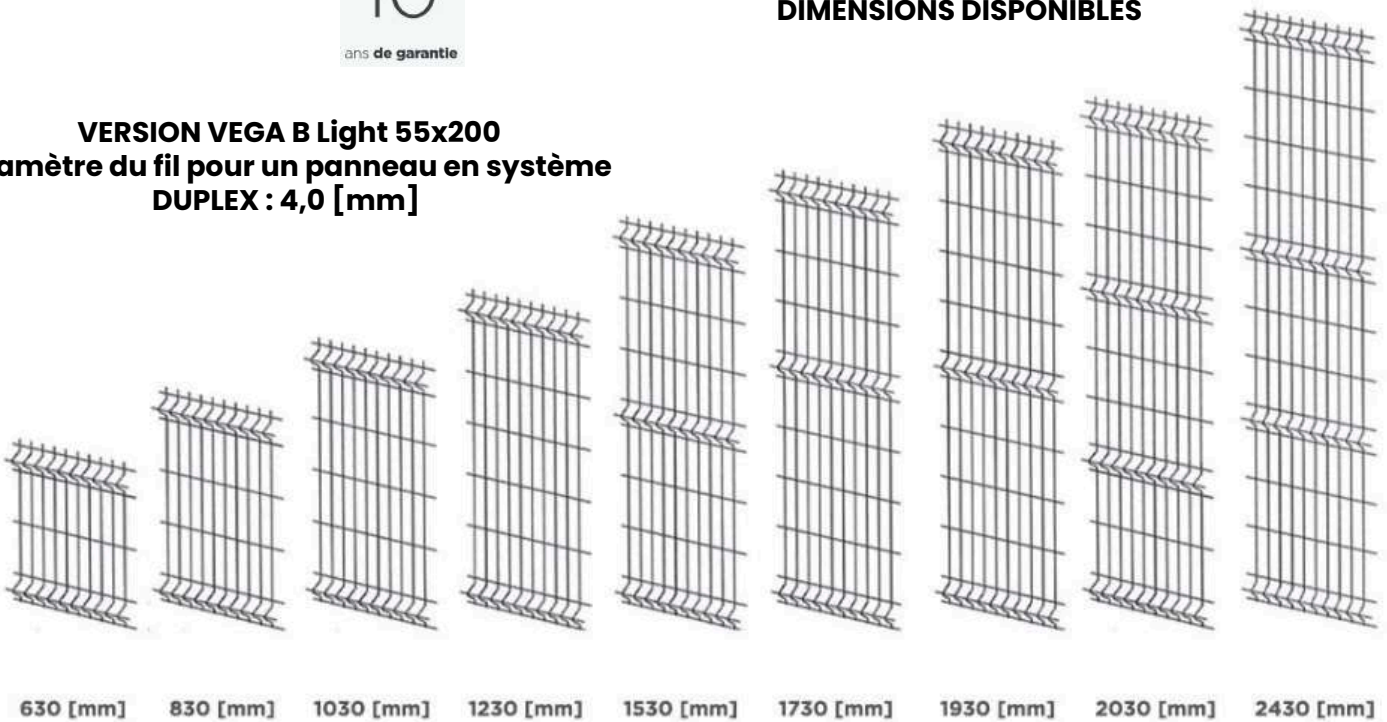 10
ans de garantie
DIMENSIONS DISPONIBLES
VERSION VEGA B Light 55x200
amètre du fil pour un panneau en système
DUPLEX : 4,0 [mm]
630 [mm] 830 [mm] 1030 [mm] 1230 [mm] 1530 [mm] 1730 [mm] 1930 [mm] 2030 [mm] 2430 [mm]